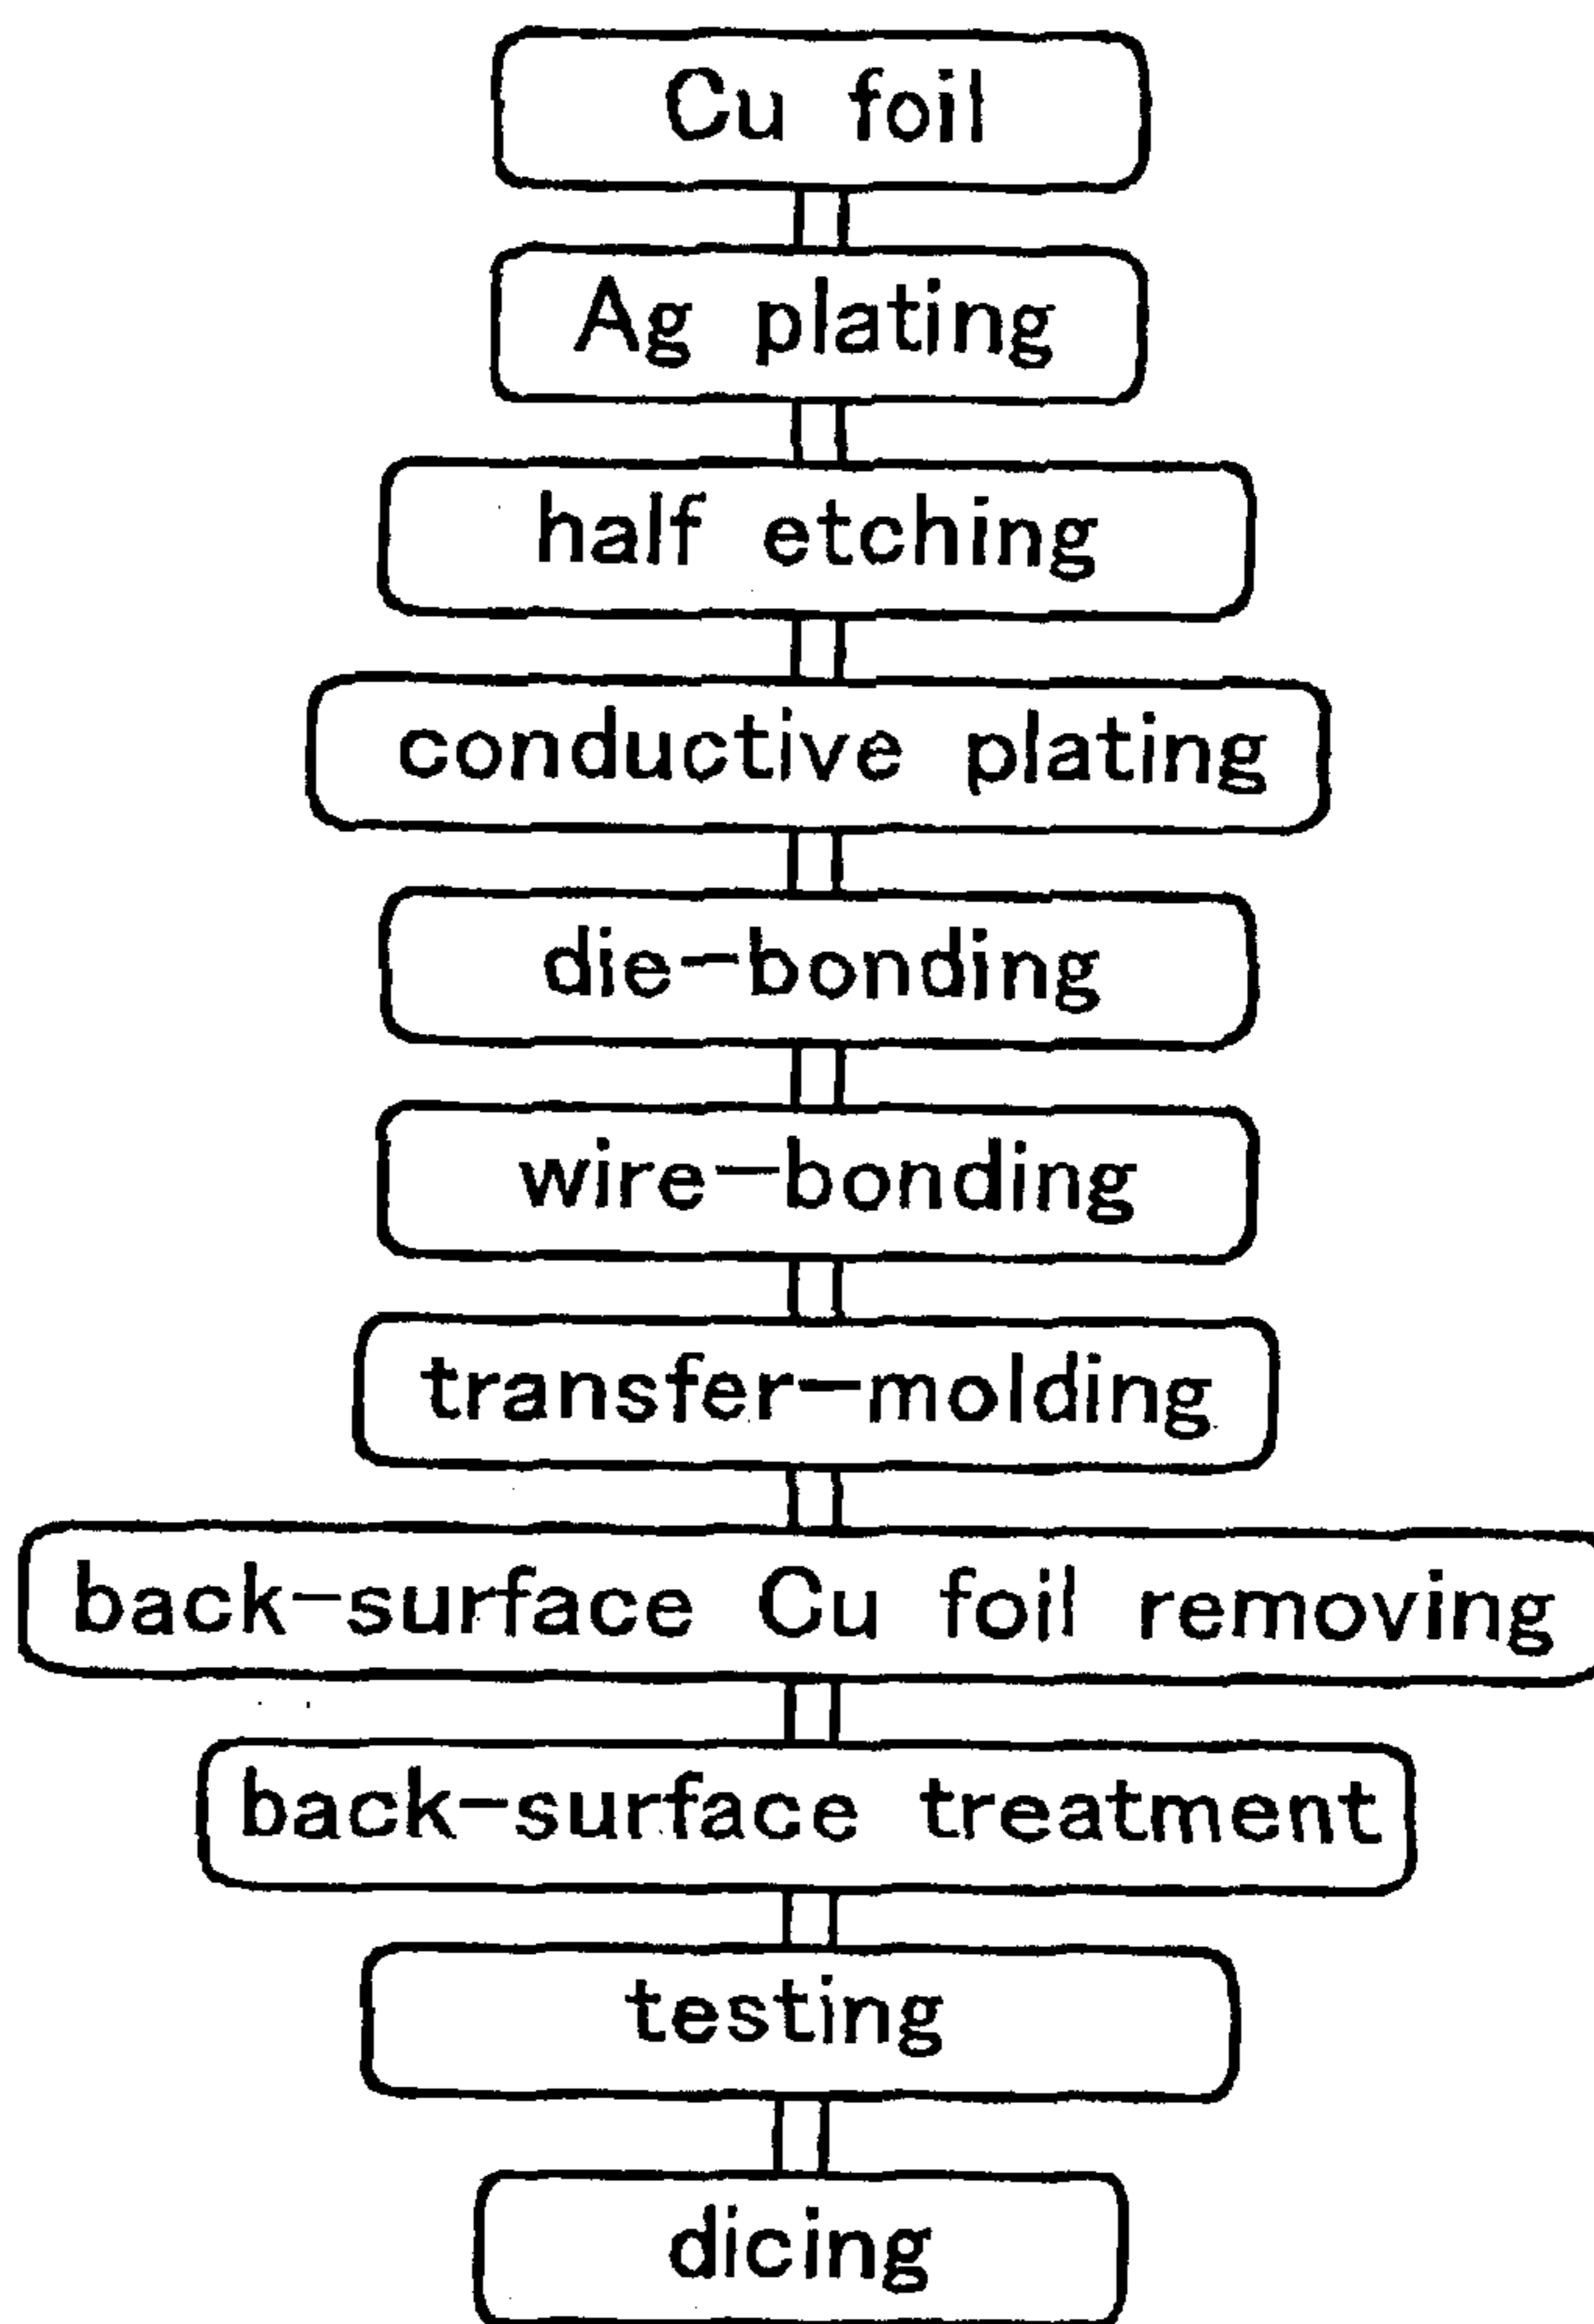 Cu foil
Ag plating
half etching
conductive plating
die-bonding
wire-bonding
transfer-molding
back-surface Cu foil removing
back-surface treatment
testing
dicing